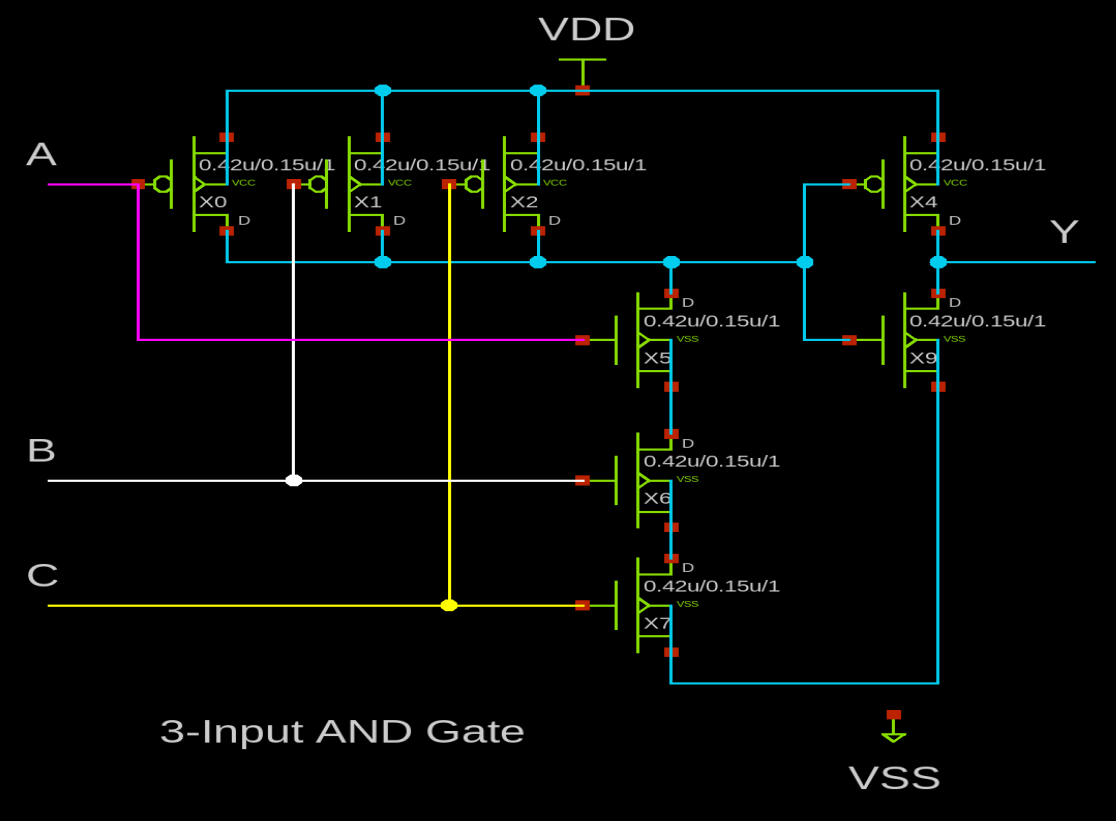 VDD
A
0.42u/0.15u/1
VCC
X0
D
0.42u/0.15u/1
VCC
X1
D
0.42u/0.15u/1
VCC
X2
D
0.42u/0.15u/1
VCC
X4
D
Y
D
0.42u/0.15u/1
VSS
X5
D
0.42u/0.15u/1
VSS
X9
B
D
0.42u/0.15u/1
VSS
X6
C
D
0.42u/0.15u/1
VSS
X7
3-Input AND Gate
VSS